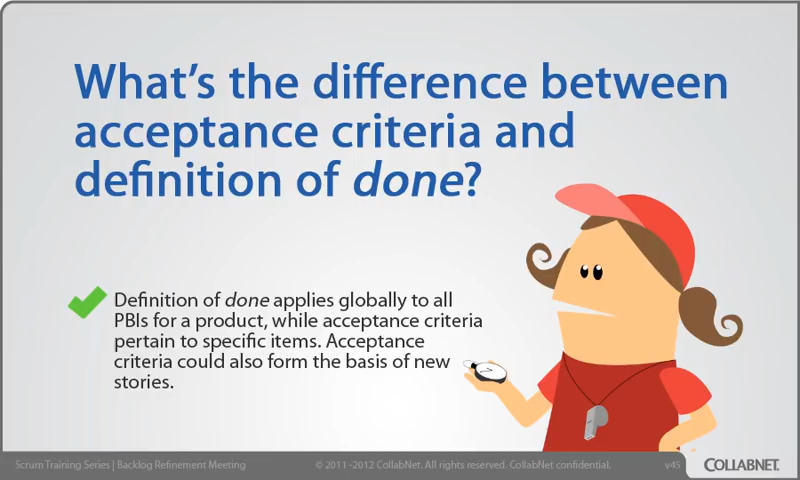 What's the difference between
acceptance criteria and
definition of done?
Definition of done applies globally to all
PBIs for a product, while acceptance criteria
pertain to specific items. Acceptance
criteria could also form the basis of new
stories.
Scrum Training Series | Backlog Refinement Meeting
© 2011 -2012 CollabNet. All rights reserved. CollabNet confidential.
v45
COLLABNET.